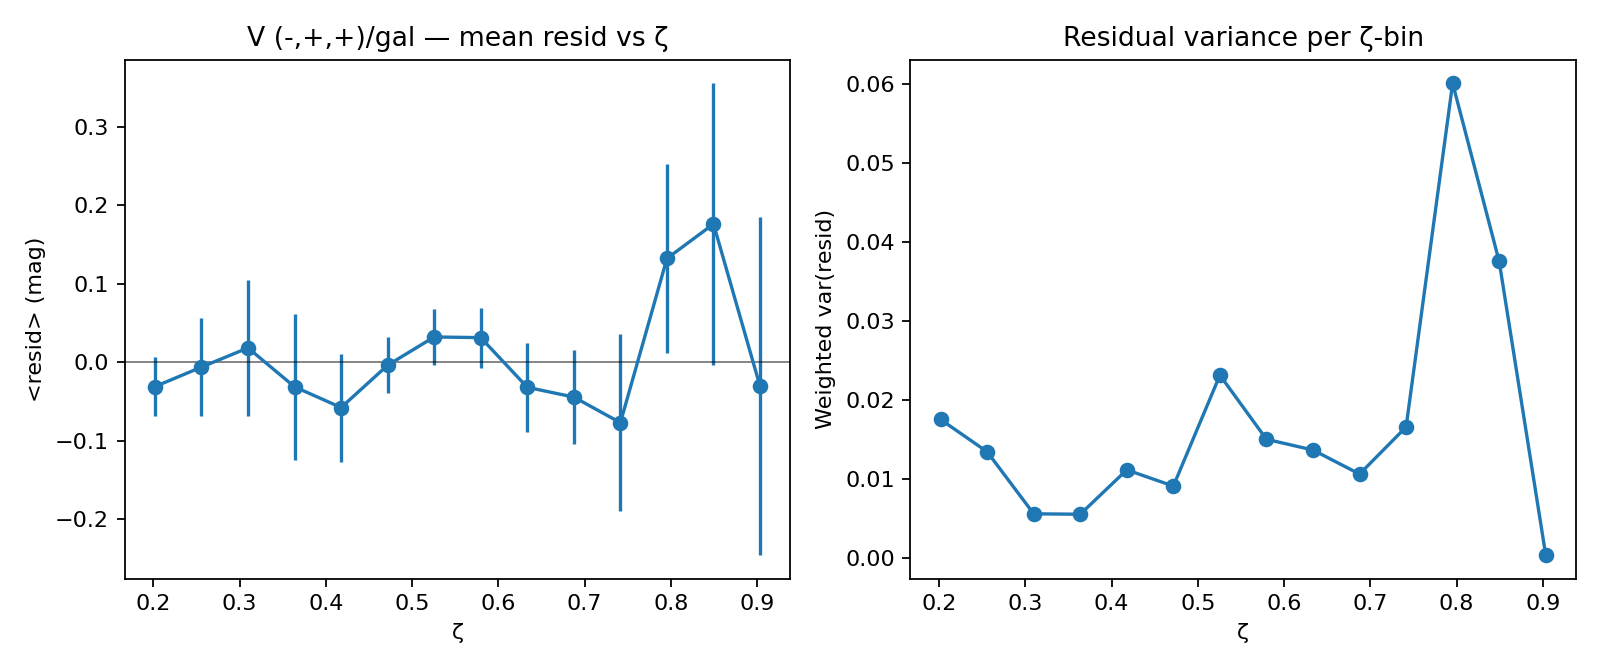 V (-,+,+)/gal — mean resid vs ζ
<resid> (mag)
0.3
0.2
0.1
0.0
−0.1
−0.2
0.2 0.3 0.4 0.5 0.6 0.7 0.8 0.9
ζ
Residual variance per ζ-bin
Weighted var(resid)
0.06
0.05
0.04
0.03
0.02
0.01
0.00
0.2 0.3 0.4 0.5 0.6 0.7 0.8 0.9
ζ